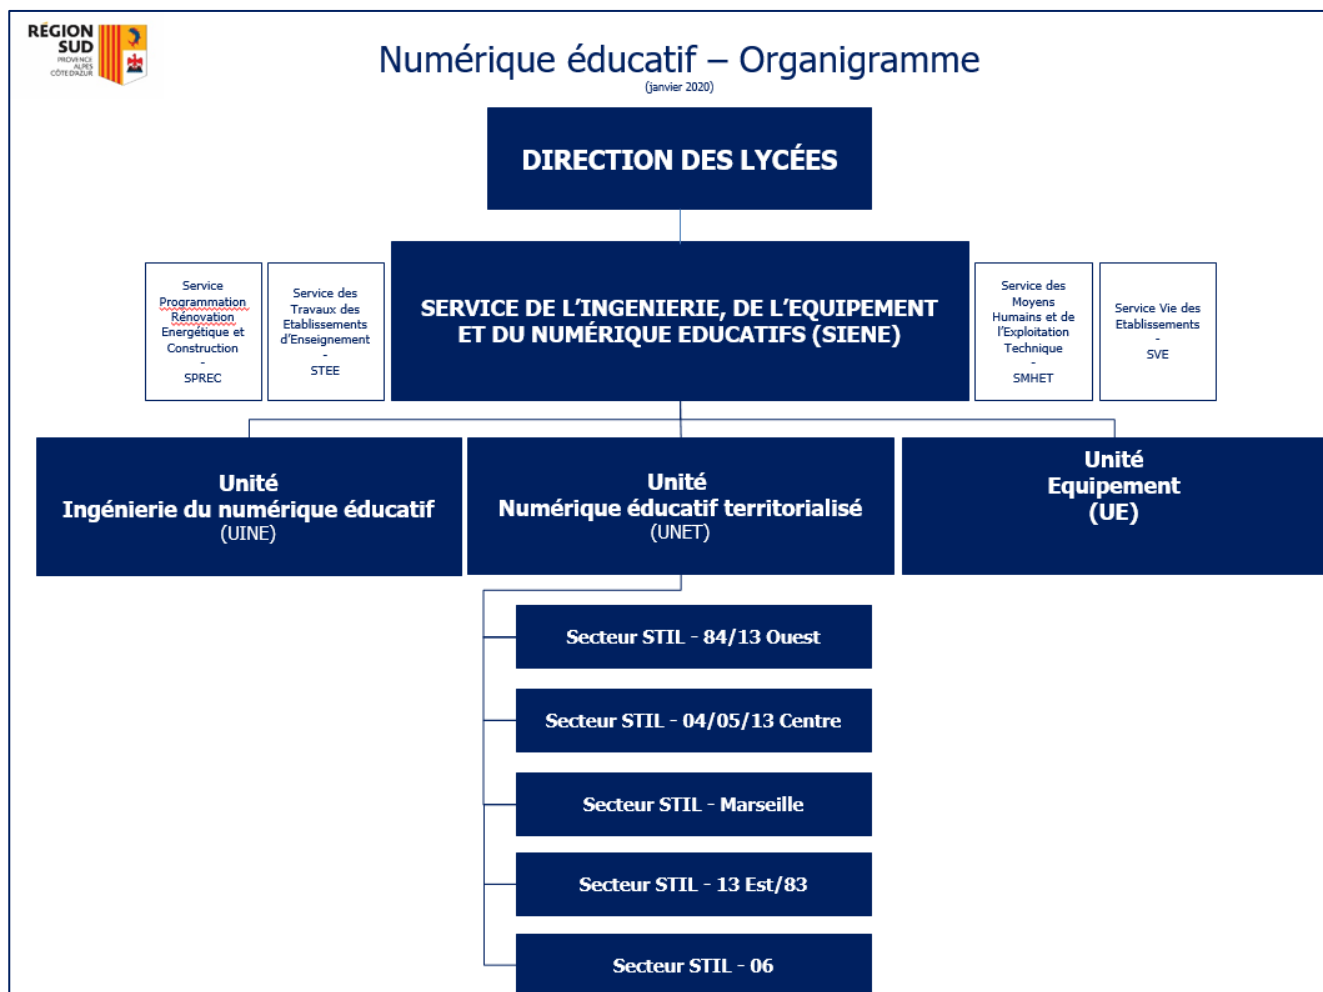 RÉGION
SUD
PROVENCE
ALPES
CÔTE D'AZUR
Numérique éducatif – Organigramme
(janvier 2020)
DIRECTION DES LYCÉES
Service
Programmation
Rénovation
Energétique et
Construction
-
SPREC
Service des
Travaux des
Etablissements
d'Enseignement
-
STEE
SERVICE DE L'INGENIERIE, DE L'EQUIPEMENT
ET DU NUMÉRIQUE EDUCATIFS (SIENE)
Service des
Moyens
Humains et de
l'Exploitation
Technique
-
SMHET
Service Vie des
Etablissements
-
SVE
Unité
Ingénierie du numérique éducatif
(UINE)
Unité
Numérique éducatif territorialisé
(UNET)
Unité
Equipement
(UE)
Secteur STIL - 84/13 Ouest
Secteur STIL - 04/05/13 Centre
Secteur STIL - Marseille
Secteur STIL - 13 Est/83
Secteur STIL - 06